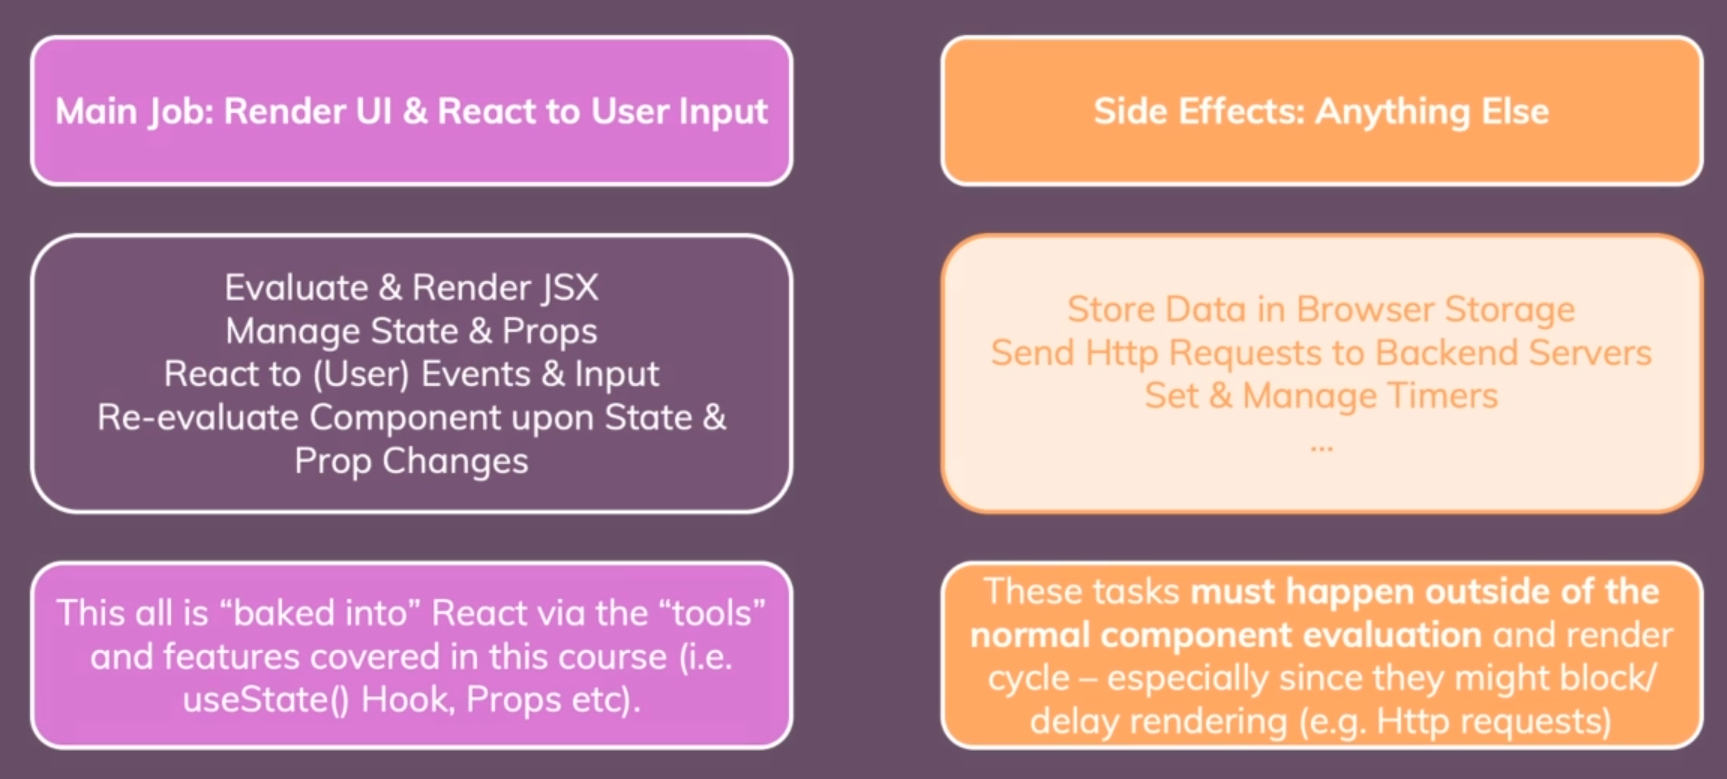 Main Job: Render UI & React to User Input
Evaluate & Render JSX
Manage State & Props
React to (User) Events & Input
Re-evaluate Component upon State &
Prop Changes
This all is “baked into” React via the “tools”
and features covered in this course (i.e.
useState() Hook, Props etc).
Side Effects: Anything Else
Store Data in Browser Storage
Send Http Requests to Backend Servers
Set & Manage Timers
...
These tasks must happen outside of the
normal component evaluation and render
cycle – especially since they might block/
delay rendering (e.g. Http requests)